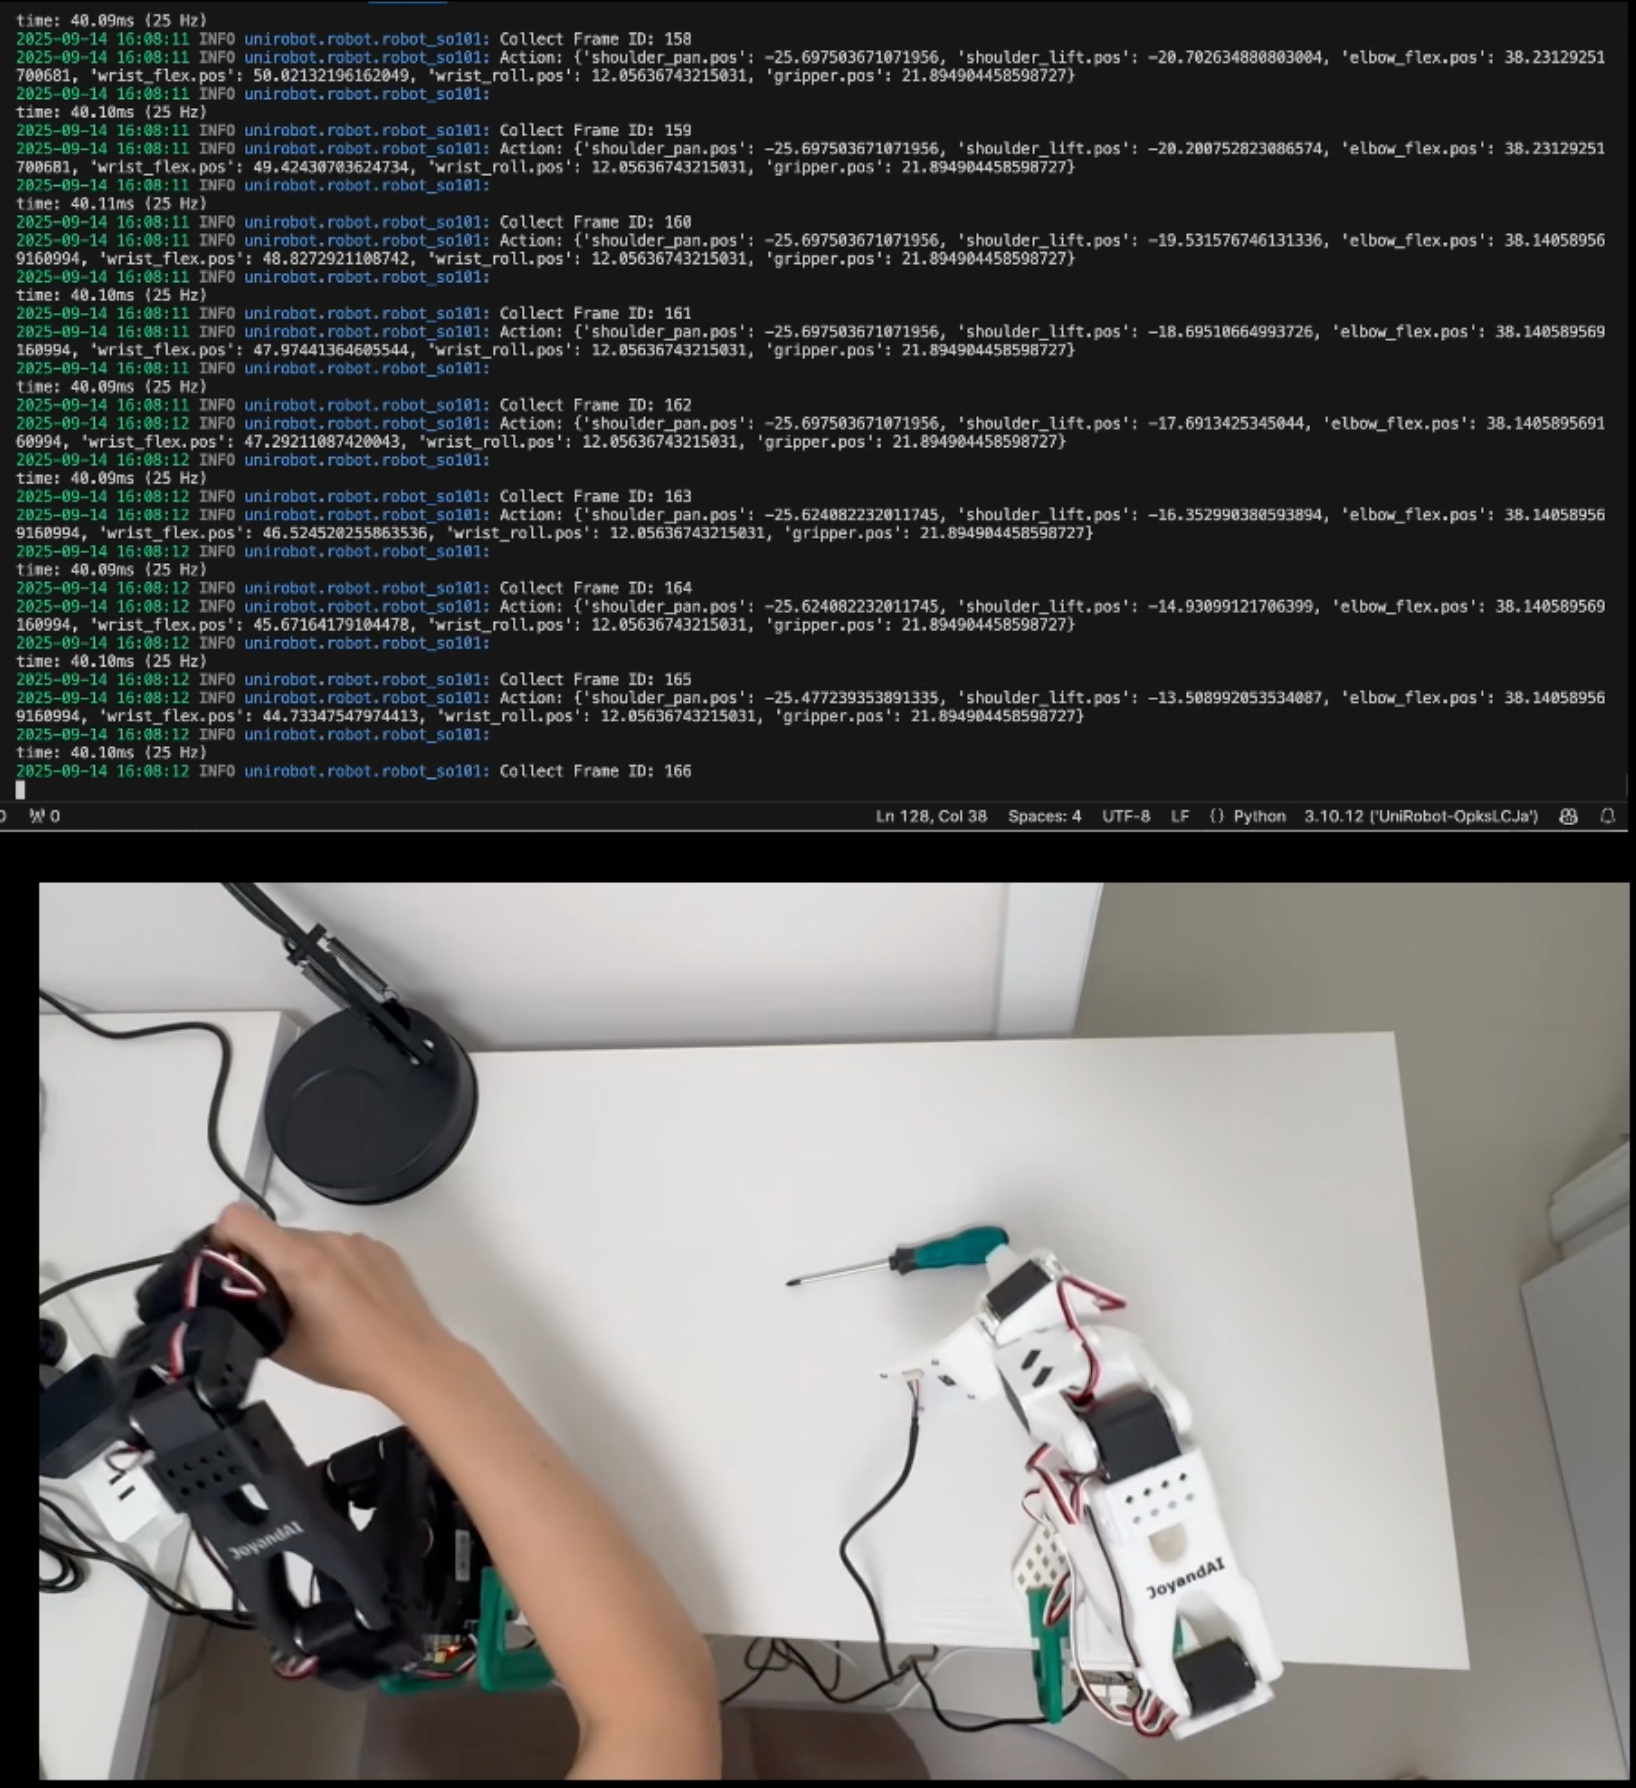 time: 40.09ms (25 Hz)
2025-09-14 16:08:11 INFO unirobot.robot.robot_so101: Collect Frame ID: 158
2025-09-14 16:08:11 INFO unirobot.robot.robot_so101: Action: {'shoulder_pan.pos': -25.697503671071956, 'shoulder_lift.pos': -20.702634880803004, 'elbow_flex.pos': 38.23129251
700681, 'wrist_flex.pos': 50.02132196162049, 'wrist_roll.pos': 12.05636743215031, 'gripper.pos': 21.894904458598727}
2025-09-14 16:08:11 INFO unirobot.robot.robot_so101:
time: 40.10ms (25 Hz)
2025-09-14 16:08:11 INFO unirobot.robot.robot_so101: Collect Frame ID: 159
2025-09-14 16:08:11 INFO unirobot.robot.robot_so101: Action: {'shoulder_pan.pos': -25.697503671071956, 'shoulder_lift.pos': -20.200752823086574, 'elbow_flex.pos': 38.23129251
700681, 'wrist_flex.pos': 49.42430703624734, 'wrist_roll.pos': 12.05636743215031, 'gripper.pos': 21.894904458598727}
2025-09-14 16:08:11 INFO unirobot.robot.robot_so101:
time: 40.11ms (25 Hz)
2025-09-14 16:08:11 INFO unirobot.robot.robot_so101: Collect Frame ID: 160
2025-09-14 16:08:11 INFO unirobot.robot.robot_so101: Action: {'shoulder_pan.pos': -25.697503671071956, 'shoulder_lift.pos': -19.531576746131336, 'elbow_flex.pos': 38.14058956
9160994, 'wrist_flex.pos': 48.8272921108742, 'wrist_roll.pos': 12.05636743215031, 'gripper.pos': 21.894904458598727}
2025-09-14 16:08:11 INFO unirobot.robot.robot_so101:
time: 40.10ms (25 Hz)
2025-09-14 16:08:11 INFO unirobot.robot.robot_so101: Collect Frame ID: 161
2025-09-14 16:08:11 INFO unirobot.robot.robot_so101: Action: {'shoulder_pan.pos': -25.697503671071956, 'shoulder_lift.pos': -18.69510664993726, 'elbow_flex.pos': 38.140589569
160994, 'wrist_flex.pos': 47.97441364605544, 'wrist_roll.pos': 12.05636743215031, 'gripper.pos': 21.894904458598727}
2025-09-14 16:08:11 INFO unirobot.robot.robot_so101:
time: 40.09ms (25 Hz)
2025-09-14 16:08:11 INFO unirobot.robot.robot_so101: Collect Frame ID: 162
2025-09-14 16:08:12 INFO unirobot.robot.robot_so101: Action: {'shoulder_pan.pos': -25.697503671071956, 'shoulder_lift.pos': -17.6913425345044, 'elbow_flex.pos': 38.1405895691
60994, 'wrist_flex.pos': 47.29211087420043, 'wrist_roll.pos': 12.05636743215031, 'gripper.pos': 21.894904458598727}
2025-09-14 16:08:12 INFO unirobot.robot.robot_so101:
time: 40.09ms (25 Hz)
2025-09-14 16:08:12 INFO unirobot.robot.robot_so101: Collect Frame ID: 163
2025-09-14 16:08:12 INFO unirobot.robot.robot_so101: Action: {'shoulder_pan.pos': -25.624082232011745, 'shoulder_lift.pos': -16.352990380593894, 'elbow_flex.pos': 38.14058956
9160994, 'wrist_flex.pos': 46.524520255863536, 'wrist_roll.pos': 12.05636743215031, 'gripper.pos': 21.894904458598727}
2025-09-14 16:08:12 INFO unirobot.robot.robot_so101:
time: 40.09ms (25 Hz)
2025-09-14 16:08:12 INFO unirobot.robot.robot_so101: Collect Frame ID: 164
2025-09-14 16:08:12 INFO unirobot.robot.robot_so101: Action: {'shoulder_pan.pos': -25.624082232011745, 'shoulder_lift.pos': -14.93099121706399, 'elbow_flex.pos': 38.140589569
160994, 'wrist_flex.pos': 45.67164179104478, 'wrist_roll.pos': 12.05636743215031, 'gripper.pos': 21.894904458598727}
2025-09-14 16:08:12 INFO unirobot.robot.robot_so101:
time: 40.10ms (25 Hz)
2025-09-14 16:08:12 INFO unirobot.robot.robot_so101: Collect Frame ID: 165
2025-09-14 16:08:12 INFO unirobot.robot.robot_so101: Action: {'shoulder_pan.pos': -25.477239353891335, 'shoulder_lift.pos': -13.508992053534087, 'elbow_flex.pos': 38.14058956
9160994, 'wrist_flex.pos': 44.73347547974413, 'wrist_roll.pos': 12.05636743215031, 'gripper.pos': 21.894904458598727}
2025-09-14 16:08:12 INFO unirobot.robot.robot_so101:
time: 40.10ms (25 Hz)
2025-09-14 16:08:12 INFO unirobot.robot.robot_so101: Collect Frame ID: 166
0 Ln 128, Col 38 Spaces: 4 UTF-8 LF {} Python 3.10.12 ('UniRobot-OpksLCJa')
JoyandAI
JoyandAI